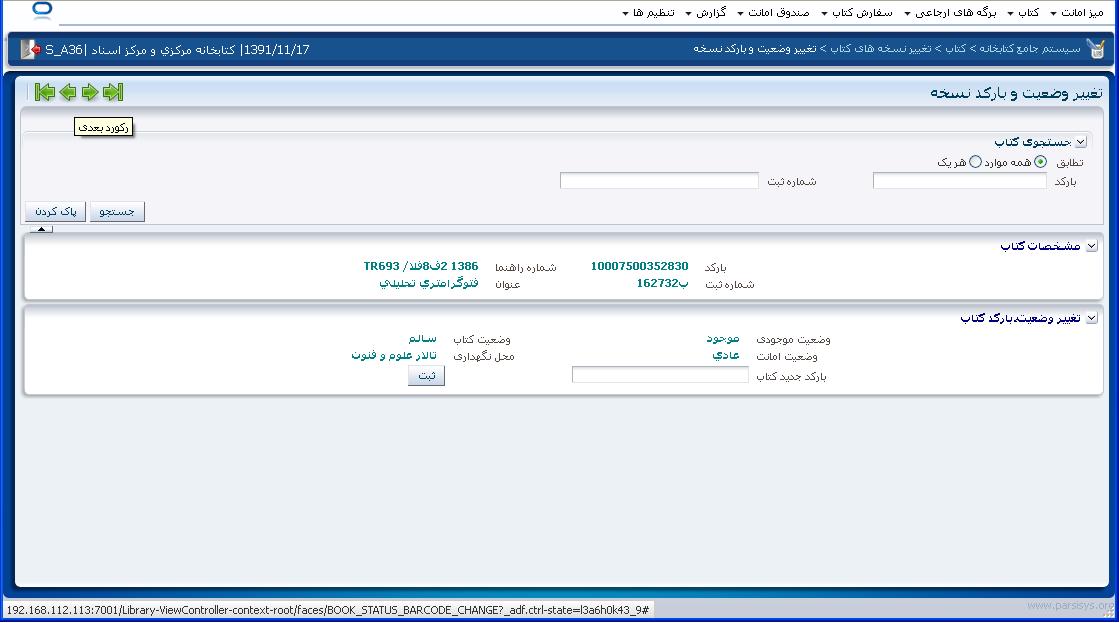 میز امانت کتاب برگه های ارجاعی سفارش کتاب صندوق امانت گزارش تنظیم ها
سیستم جامع کتابخانه > کتاب > تغییر نسخه های کتاب > تغییر وضعیت و بارکد نسخه
1391/11/17| کتابخانه مرکزي و مرکز اسناد |S_A36
تغییر وضعیت و بارکد نسخه
رکورد بعدی
جستجوی کتاب
تطابق همه موارد هر یک
بارکد شماره ثبت
جستجو پاک کردن
مشخصات کتاب
بارکد 10007500352830 شماره راهنما TR693 /ف8فلا2 1386
شماره ثبت ب162732 عنوان فتوگرامتري تحليلي
تغییر وضعیت،بارکد کتاب
وضعیت موجودی موجود وضعیت کتاب سالم
وضعیت امانت عادي محل نگهداری تالار علوم و فنون
بارکد جدید کتاب ثبت
www.parsisys.org
192.168.112.113:7001/Library-ViewController-context-root/faces/BOOK_STATUS_BARCODE_CHANGE?_adf.ctrl-state=l3a6h0k43_9#